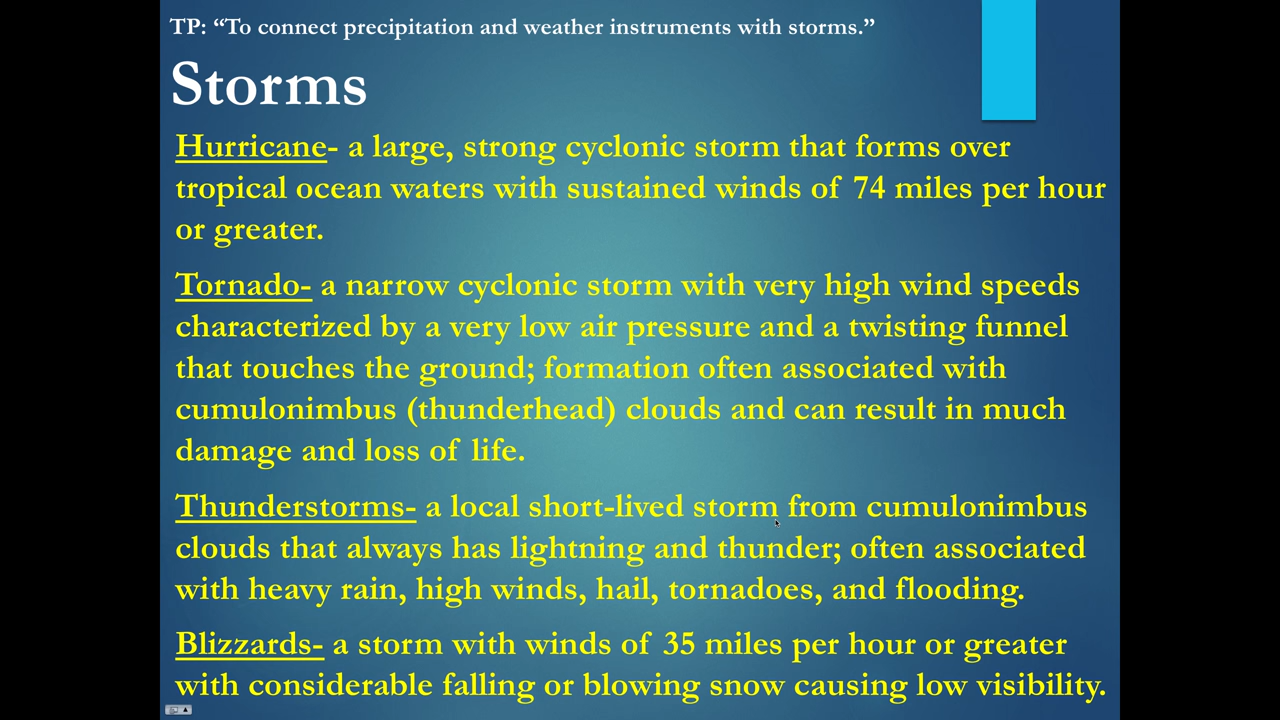 TP: “To connect precipitation and weather instruments with storms.”
Storms
Hurricane- a large, strong cyclonic storm that forms over
tropical ocean waters with sustained winds of 74 miles per hour
or greater.
Tornado- a narrow cyclonic storm with very high wind speeds
characterized by a very low air pressure and a twisting funnel
that touches the ground; formation often associated with
cumulonimbus (thunderhead) clouds and can result in much
damage and loss of life.
Thunderstorms- a local short-lived storm from cumulonimbus
clouds that always has lightning and thunder; often associated
with heavy rain, high winds, hail, tornadoes, and flooding.
Blizzards- a storm with winds of 35 miles per hour or greater
with considerable falling or blowing snow causing low visibility.